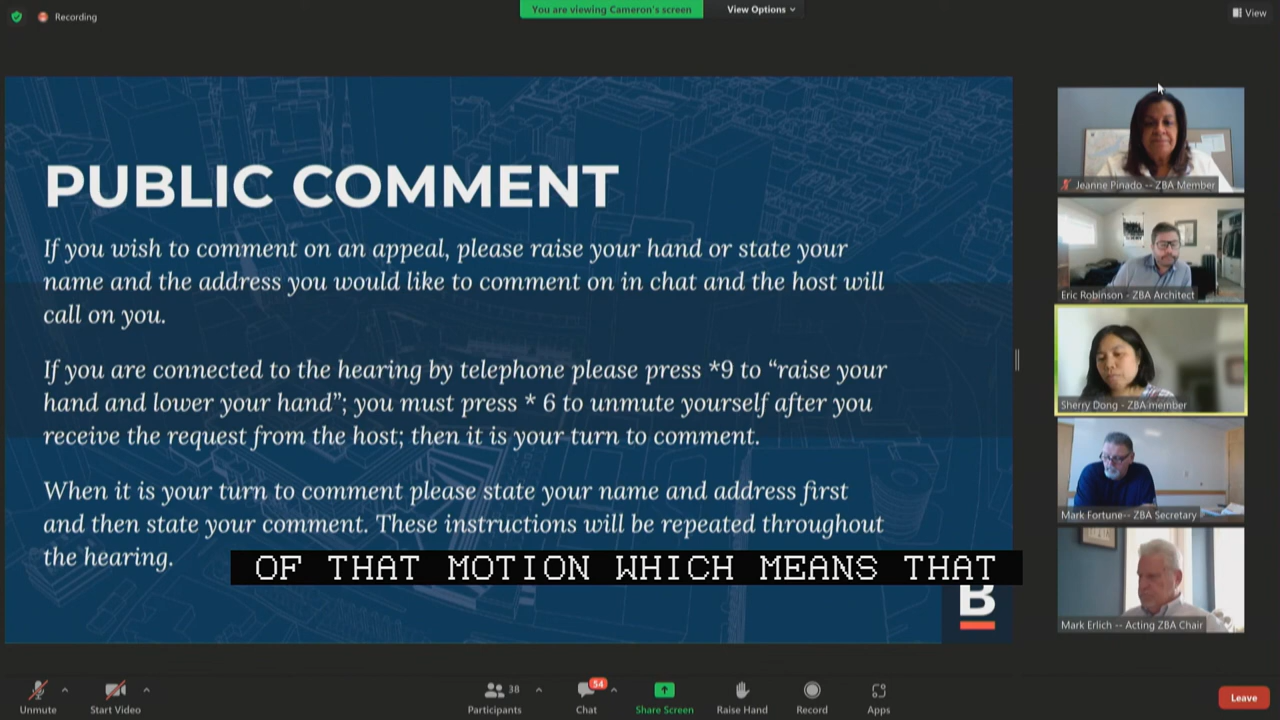 Recording
You are viewing Cameron's screen
View Options
View
PUBLIC COMMENT
If you wish to comment on an appeal, please raise your hand or state your
name and the address you would like to comment on in chat and the host will
call on you.
If you are connected to the hearing by telephone please press *9 to “raise your
hand and lower your hand”; you must press * 6 to unmute yourself after you
receive the request from the host; then it is your turn to comment.
When it is your turn to comment please state your name and address first
and then state your comment. These instructions will be repeated throughout
the hearing.
OF THAT MOTION WHICH MEANS THAT
B
Jeanne Pinado -- ZBA Member
Eric Robinson - ZBA Architect
Sherry Dong - ZBA member
Mark Fortune-- ZBA Secretary
Mark Erlich -- Acting ZBA Chair
Unmute
Start Video
38
Participants
54
Chat
Share Screen
Raise Hand
Record
Apps
Leave